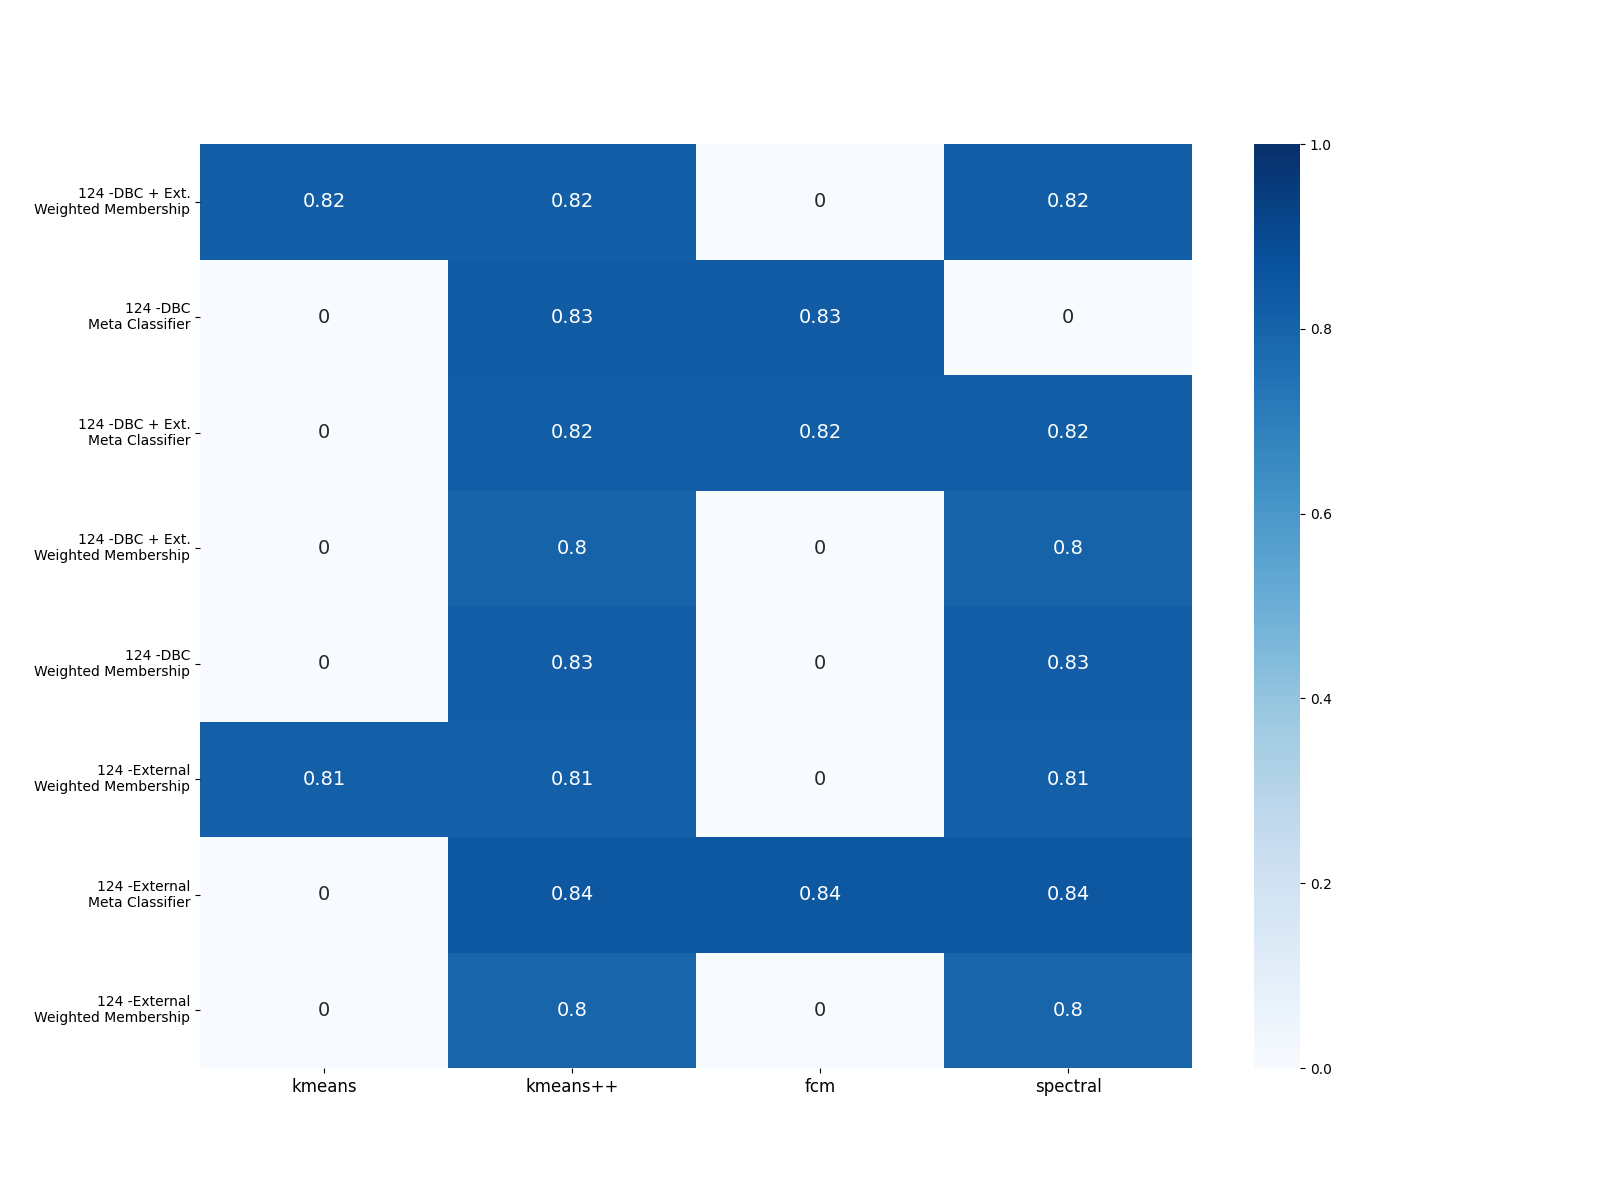 124 -DBC + Ext.
Weighted Membership
0.82 0.82 0 0.82
124 -DBC
Meta Classifier
0 0.83 0.83 0
124 -DBC + Ext.
Meta Classifier
0 0.82 0.82 0.82
124 -DBC + Ext.
Weighted Membership
0 0.8 0 0.8
124 -DBC
Weighted Membership
0 0.83 0 0.83
124 -External
Weighted Membership
0.81 0.81 0 0.81
124 -External
Meta Classifier
0 0.84 0.84 0.84
124 -External
Weighted Membership
0 0.8 0 0.8
kmeans kmeans++ fcm spectral
1.0
0.8
0.6
0.4
0.2
0.0